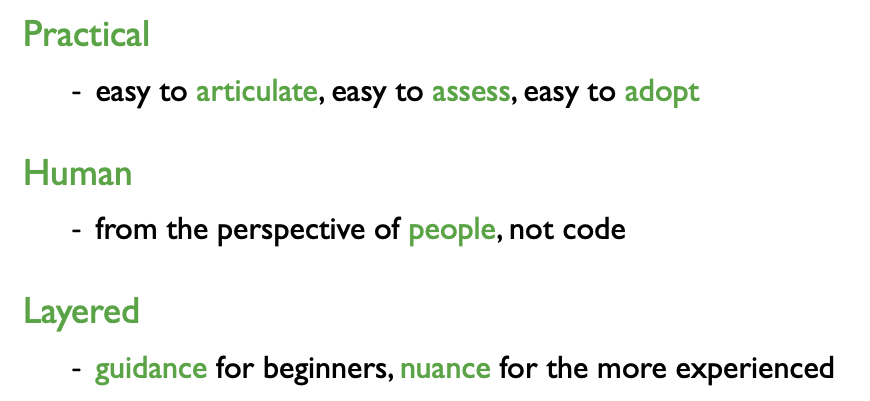 Practical
- easy to articulate, easy to assess, easy to adopt
Human
- from the perspective of people, not code
Layered
- guidance for beginners, nuance for the more experienced